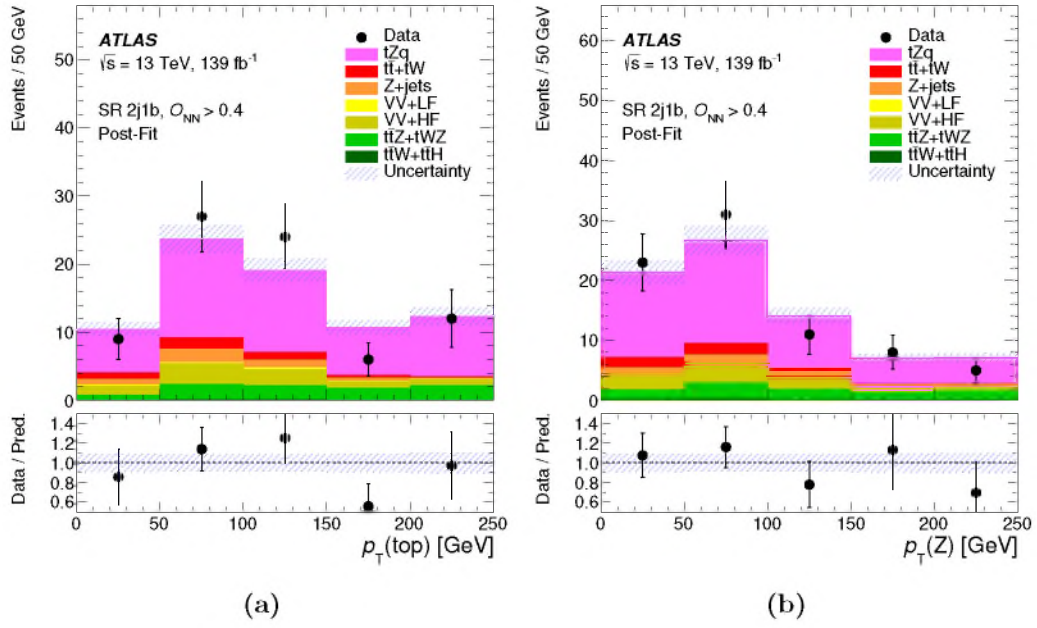 Events / 50 GeV
50
40
30
20
10
0
ATLAS
√s = 13 TeV, 139 fb⁻¹
SR 2j1b, O_NN > 0.4
Post-Fit
Data
tZq
tt̄+tW
Z+jets
VV+LF
VV+HF
tt̄Z+tWZ
tt̄W+tt̄H
Uncertainty
Data / Pred.
1.4
1.2
1.0
0.8
0.6
0 50 100 150 200 250
p_T(top) [GeV]
(a)
Events / 50 GeV
60
50
40
30
20
10
0
ATLAS
√s = 13 TeV, 139 fb⁻¹
SR 2j1b, O_NN > 0.4
Post-Fit
Data
tZq
tt̄+tW
Z+jets
VV+LF
VV+HF
tt̄Z+tWZ
tt̄W+tt̄H
Uncertainty
Data / Pred.
1.4
1.2
1.0
0.8
0.6
0 50 100 150 200 250
p_T(Z) [GeV]
(b)